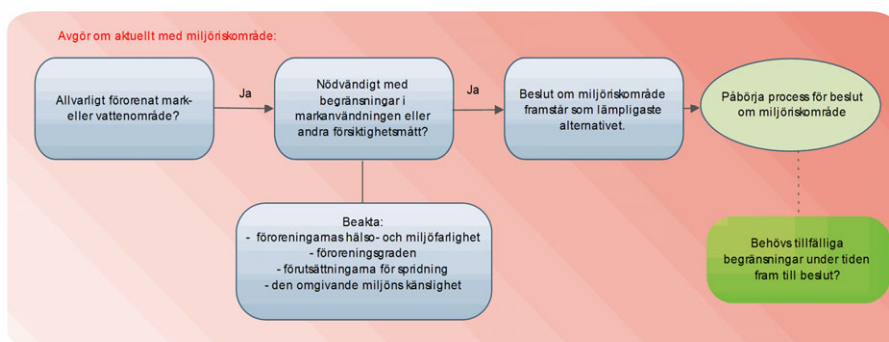 Avgör om aktuellt med miljöriskområde:
Allvarligt förorenat mark-
eller vattenområde?
Ja
Nödvändigt med
begränsningar i
markanvändningen eller
andra försiktighetsmått?
Ja
Beslut om miljöriskområde
framstår som lämpligaste
alternativet.
Påbörja process för beslut
om miljöriskområde
Beakta:
- föroreningarnas hälso- och miljöfarlighet
- föroreningsgraden
- förutsättningarna för spridning
- den omgivande miljöns känslighet
Behövs tillfälliga
begränsningar under tiden
fram till beslut?